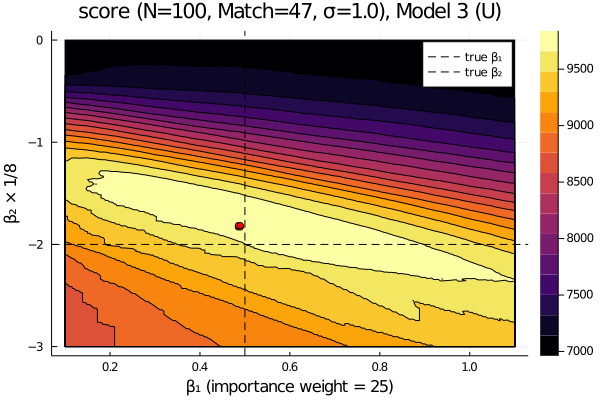 score (N=100, Match=47, σ=1.0), Model 3 (U)
true β₁
true β₂
0
−1
−2
−3
β₂ × 1/8
0.2 0.4 0.6 0.8 1.0
β₁ (importance weight = 25)
9500
9000
8500
8000
7500
7000